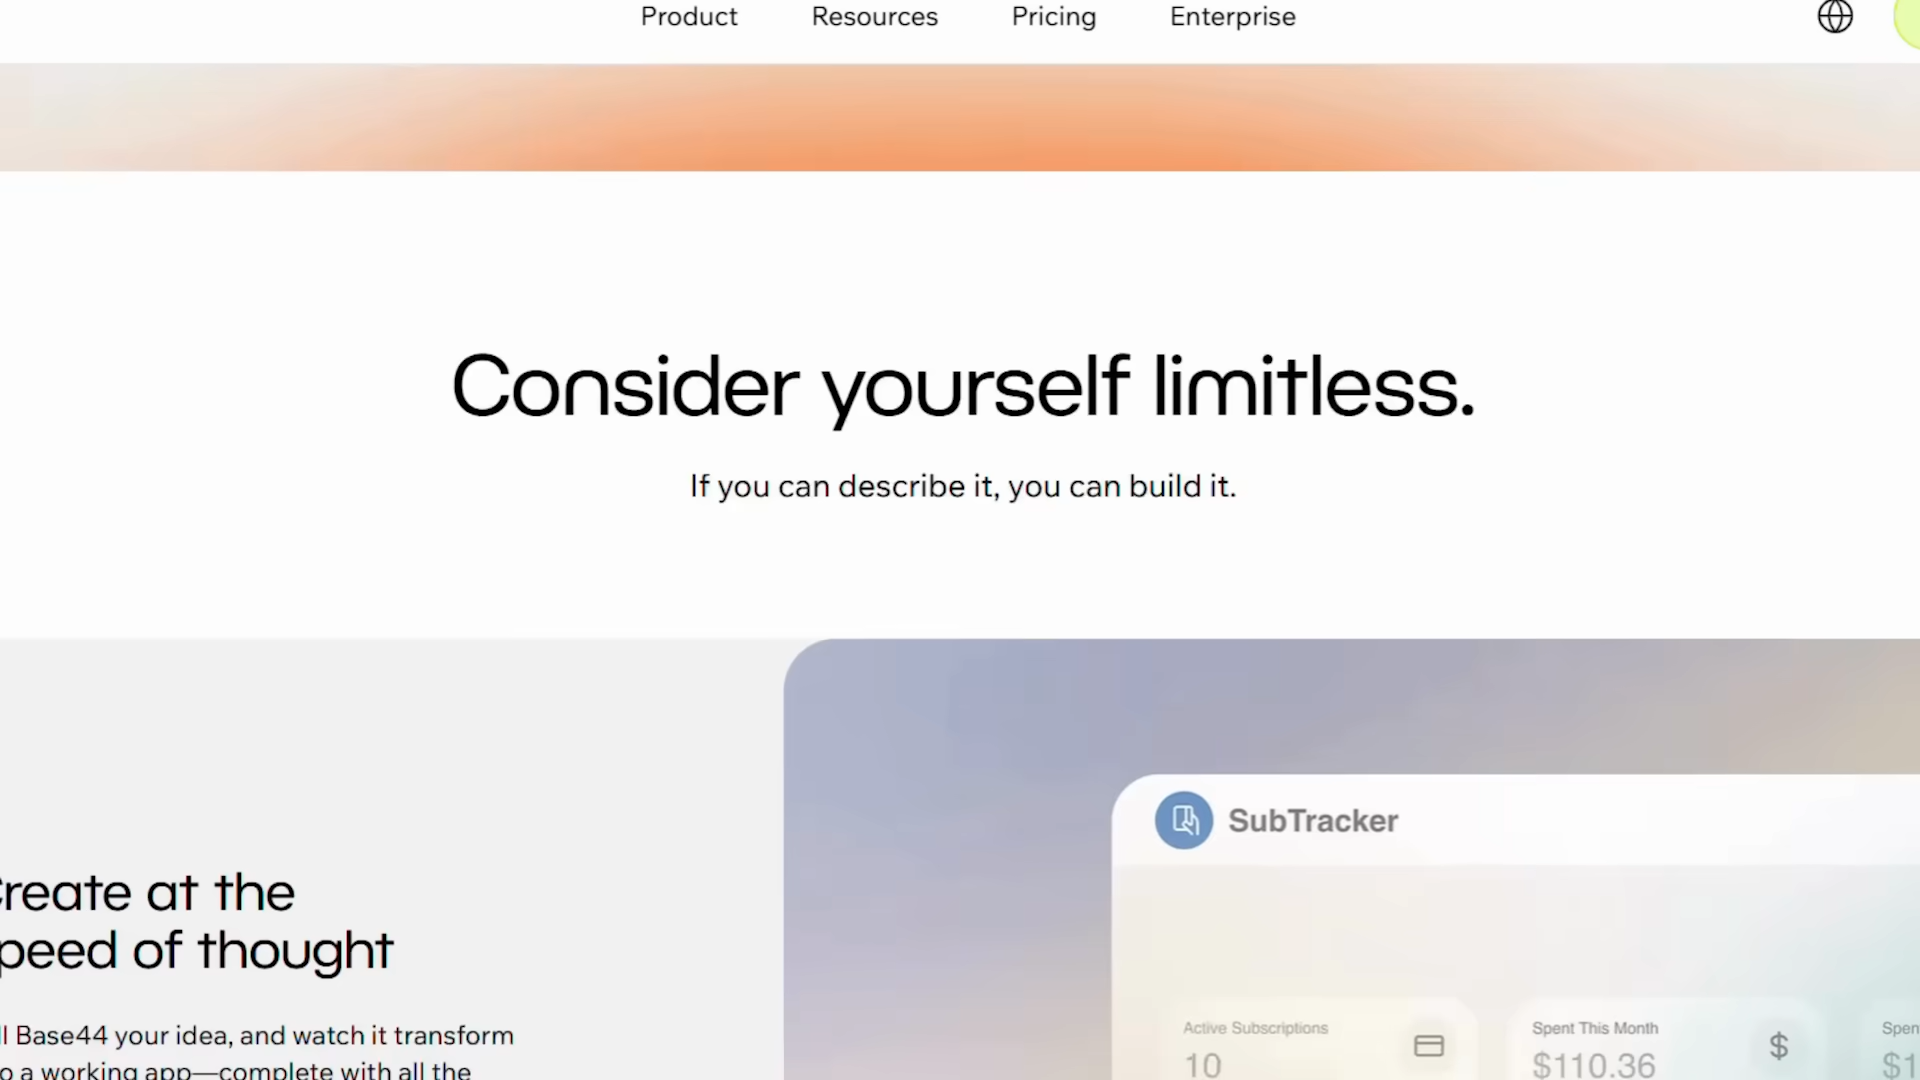 Product Resources Pricing Enterprise
Consider yourself limitless.
If you can describe it, you can build it.
Create at the
speed of thought
Base44 your idea, and watch it transform
a working app—complete with all the
SubTracker
Active Subscriptions
10
Spent This Month
$110.36